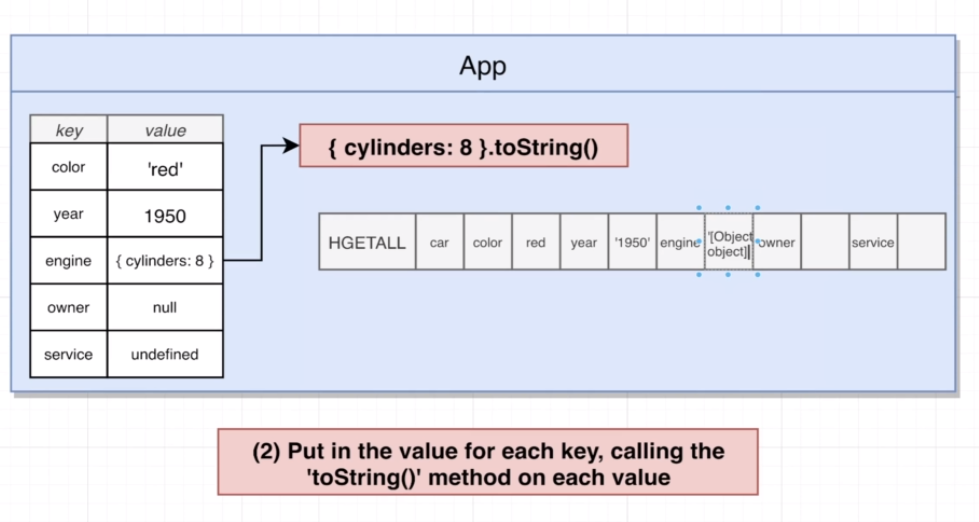 App
key value
color 'red'
year 1950
engine { cylinders: 8 }
owner null
service undefined
{ cylinders: 8 }.toString()
HGETALL car color red year '1950' engine '[Object owner service
object]
(2) Put in the value for each key, calling the
'toString()' method on each value